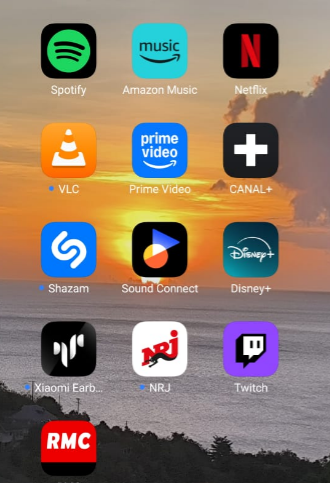 music
N
Spotify
Amazon Music
Netflix
prime
video
VLC
Prime Video
CANAL+
Disney+
Shazam
Sound Connect
Disney+
NRJ
Xiaomi Earb...
NRJ
Twitch
RMC